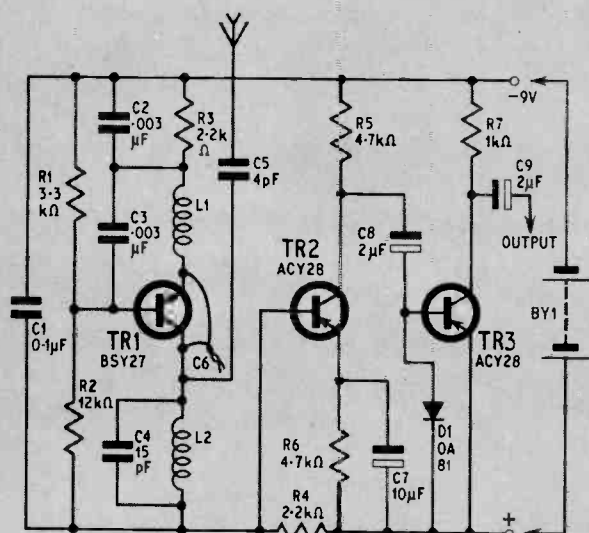 C2
·003
µF
R3
2·2k
Ω
C5
4pF
R1
3·3
kΩ
C3
·003
µF
L1
R5
4·7kΩ
-9V
R7
1kΩ
C9
2µF
OUTPUT
C8
2µF
TR2
ACY28
TR1
BSY27
C6
TR3
ACY28
BY1
C1
0·1µF
R2
12kΩ
C4
15
pF
L2
R6
4·7kΩ
R4
2·2kΩ
C7
10µF
D1
OA
81
+